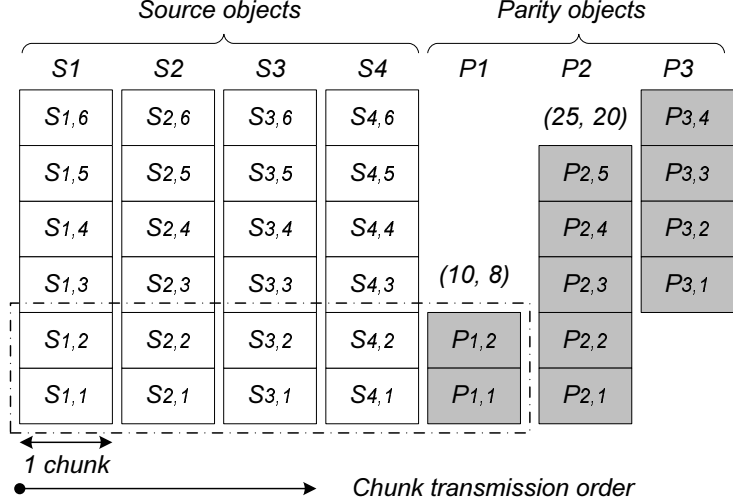 Source objects Parity objects
S1 S2 S3 S4 P1 P2 P3
S1,6 S2,6 S3,6 S4,6 (25, 20) P3,4
S1,5 S2,5 S3,5 S4,5 P2,5 P3,3
S1,4 S2,4 S3,4 S4,4 P2,4 P3,2
S1,3 S2,3 S3,3 S4,3 (10, 8) P2,3 P3,1
S1,2 S2,2 S3,2 S4,2 P1,2 P2,2
S1,1 S2,1 S3,1 S4,1 P1,1 P2,1
1 chunk
Chunk transmission order